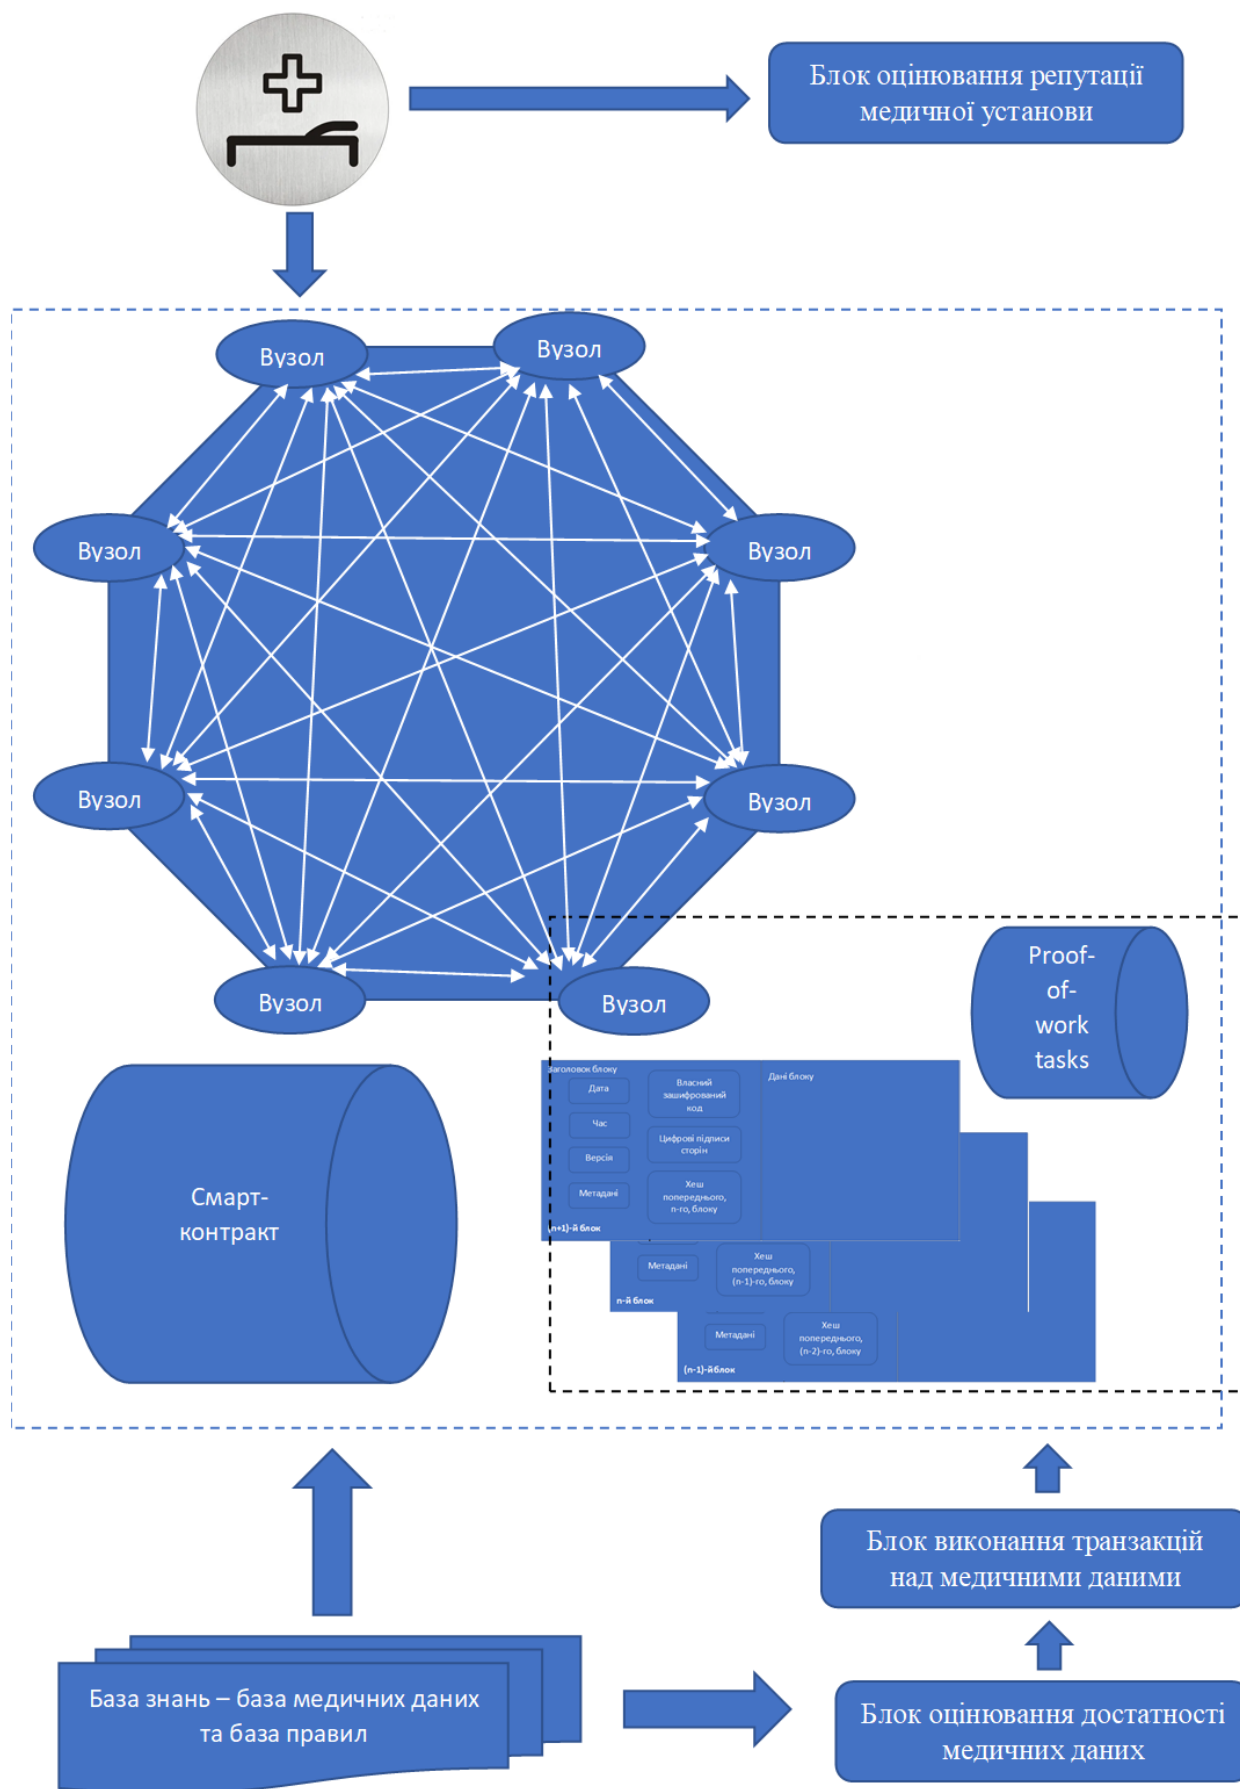 Блок оцінювання репутації
медичної установи
Вузол
Вузол
Вузол
Вузол
Вузол
Вузол
Вузол
Вузол
Proof-
of-
work
tasks
Смарт-
контракт
Заголовок блоку
Дата
Час
Версія
Метадані
Власний
зашифрований
код
Цифрові підписи
сторін
Хеш
попереднього,
n-го, блоку
Дані блоку
(n+1)-й блок
Метадані
Хеш
попереднього,
(n-1)-го, блоку
n-й блок
Метадані
Хеш
попереднього,
(n-2)-го, блоку
(n-1)-й блок
Блок виконання транзакцій
над медичними даними
База знань – база медичних даних
та база правил
Блок оцінювання достатності
медичних даних